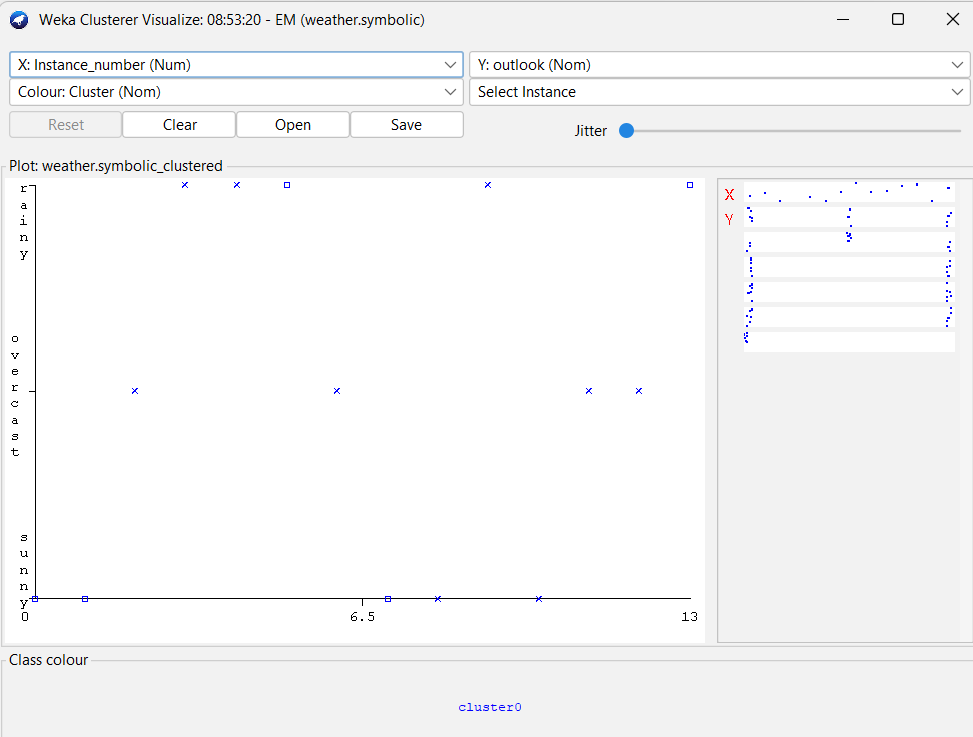 Weka Clusterer Visualize: 08:53:20 - EM (weather.symbolic)
X: Instance_number (Num)
Y: outlook (Nom)
Colour: Cluster (Nom)
Select Instance
Reset
Clear
Open
Save
Jitter
Plot: weather.symbolic_clustered
rainy
overcast
sunny
0
6.5
13
X
Y
Class colour
cluster0